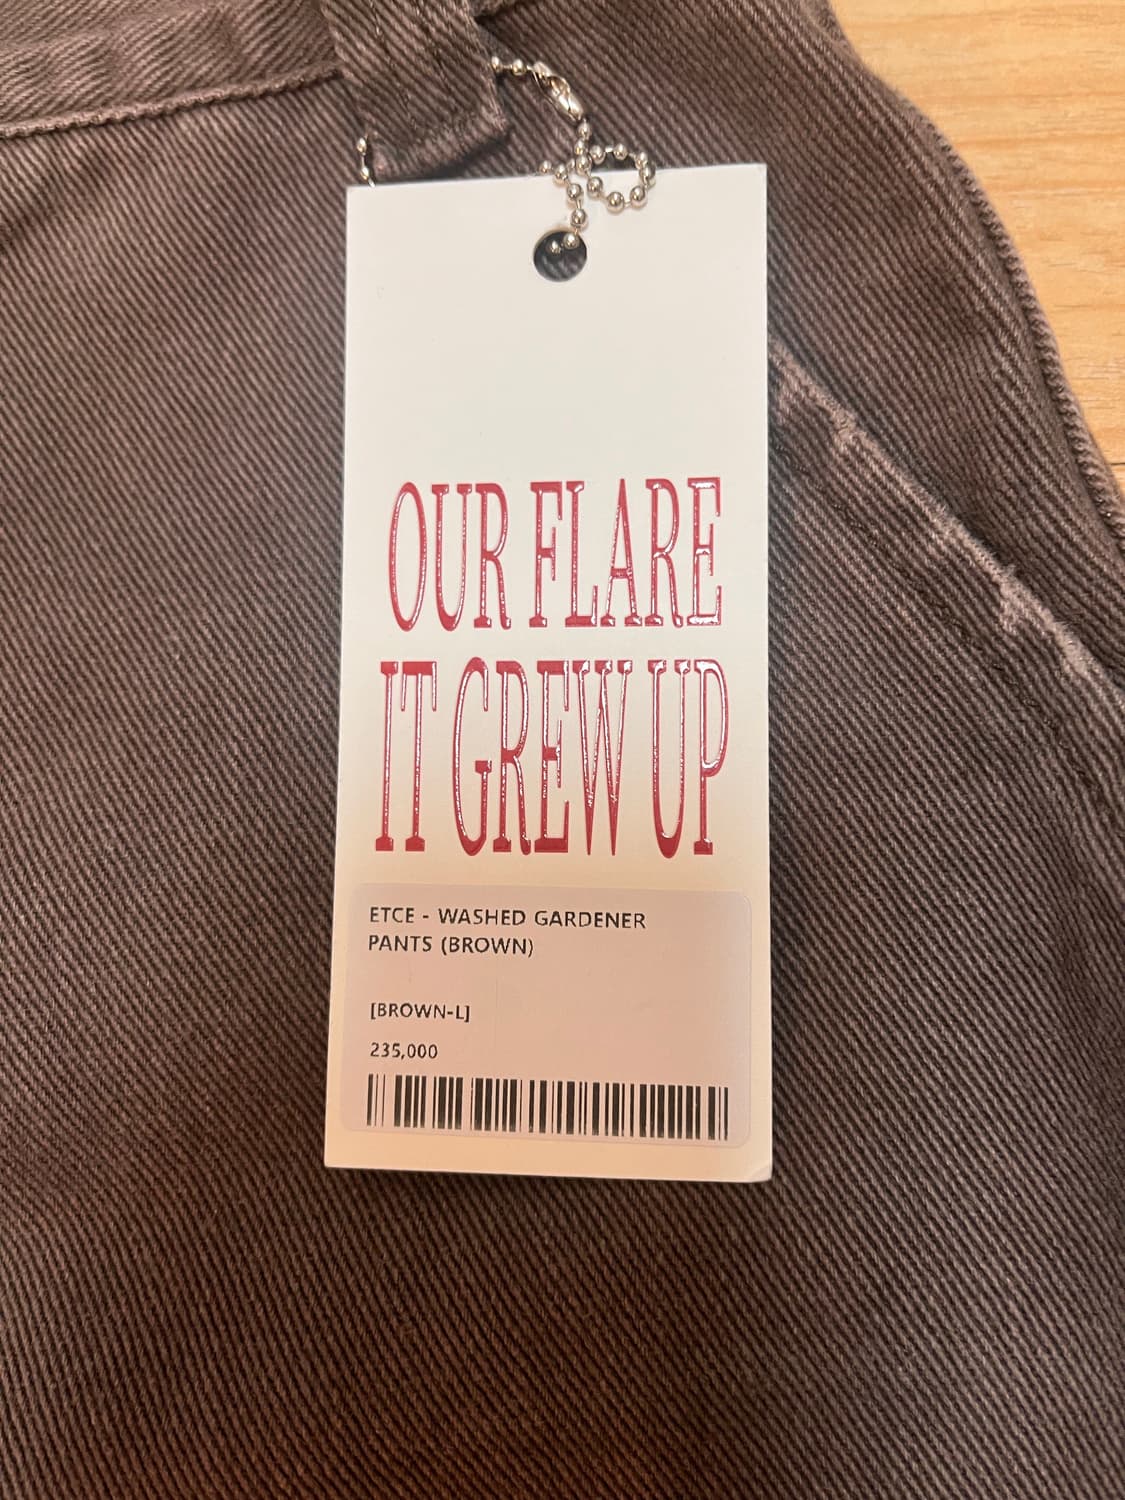 OUR FLARE
IT GREW UP
ETCE - WASHED GARDENER
PANTS (BROWN)
[BROWN-L]
235,000